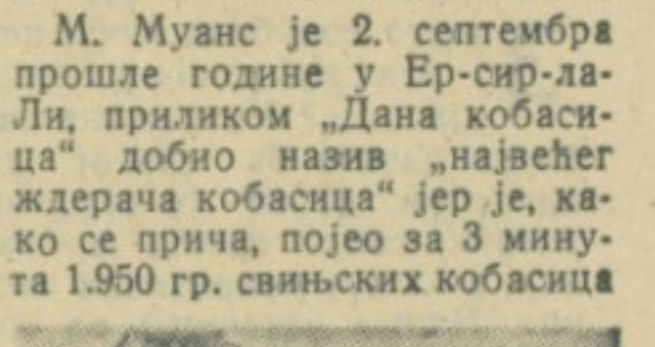 М. Муанс је 2. септембра
прошле године у Ер-сир-ла-
Ли, приликом „Дана кобаси-
ца“ добио назив „највећег
ждерача кобасица“ јер је, ка-
ко се прича, појео за 3 мину-
та 1.950 гр. свињских кобасица